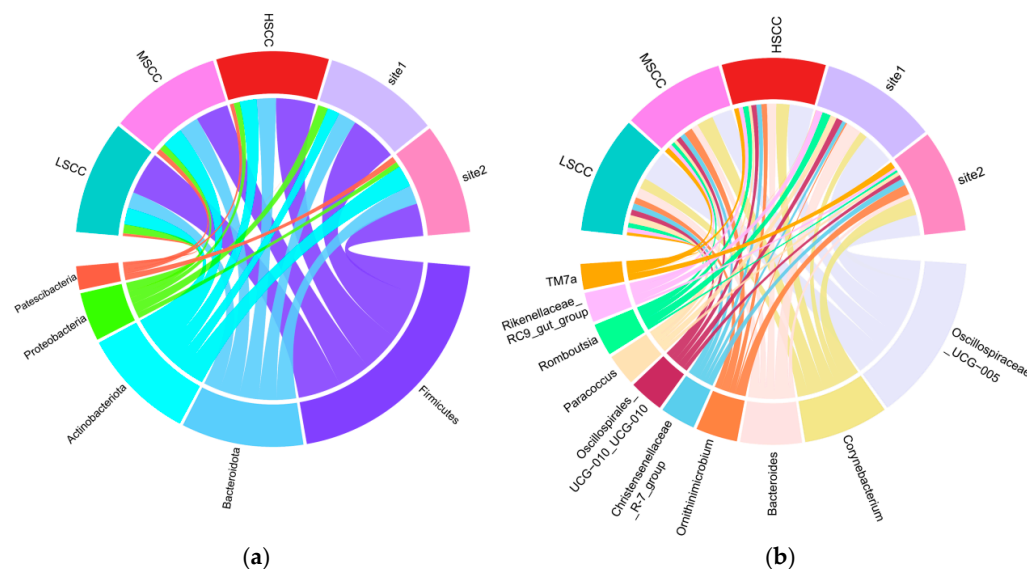 LSCC
MSCC
HSCC
site1
site2
Patescibacteria
Proteobacteria
Actinobacteriota
Bacteroidota
Firmicutes
(a)
LSCC
MSCC
HSCC
site1
site2
TM7a
Rikenellaceae_
RC9_gut_group
Romboutsia
Paracoccus
Oscillospirales_
UCG−010_UCG−010
Christensenellaceae
_R-7_group
Ornithinimicrobium
Bacteroides
Corynebacterium
Oscillospiraceae
_UCG−005
(b)